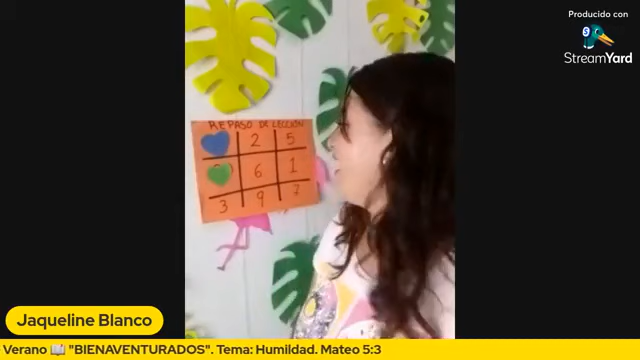 Producido con
StreamYard
REPASO DE LECCIÓN
2 5
6 1
3 9 7
Jaqueline Blanco
Verano 📖 "BIENAVENTURADOS". Tema: Humildad. Mateo 5:3